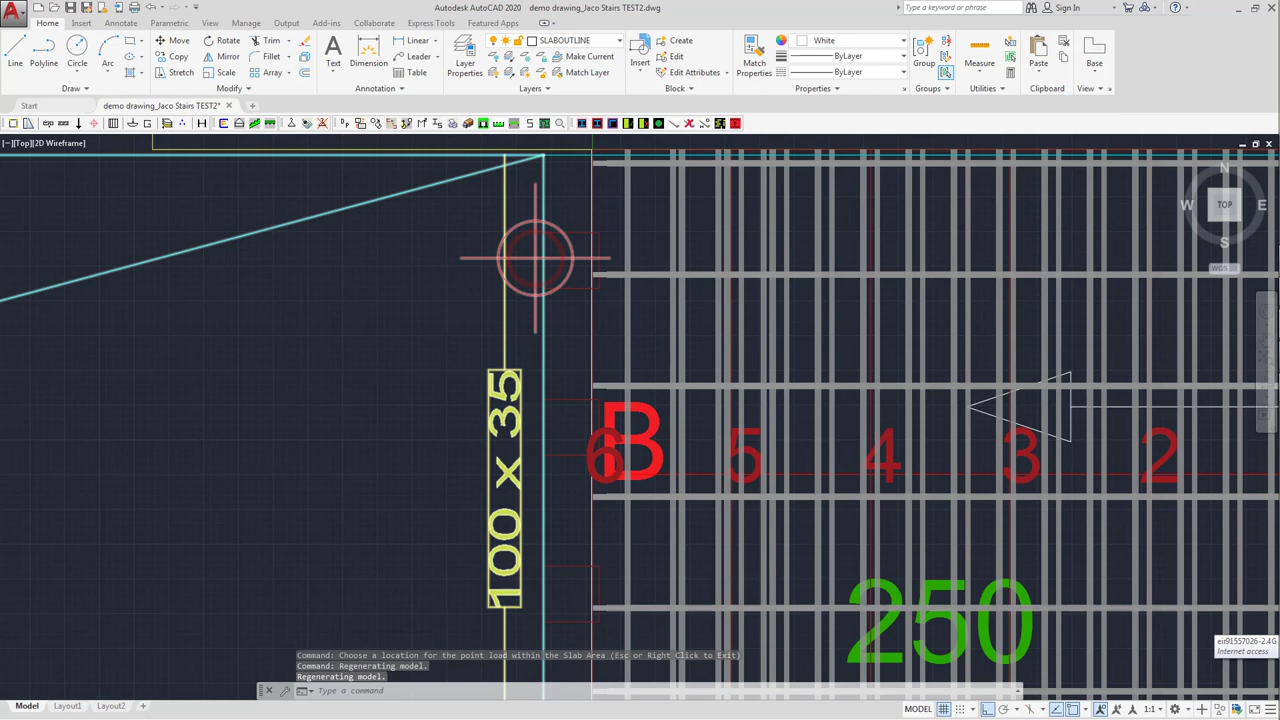 Autodesk AutoCAD 2020 demo drawing_Jaco Stairs TEST2.dwg
Type a keyword or phrase
Sign In
Home Insert Annotate Parametric View Manage Output Add-ins Collaborate Express Tools Featured Apps
Line Polyline Circle Arc
Move Rotate Trim
Copy Mirror Fillet
Stretch Scale Array
Text Dimension
Linear
Leader
Table
Layer Properties
SLABOUTLINE
Make Current
Match Layer
Insert
Create
Edit
Edit Attributes
Match Properties
White
ByLayer
ByLayer
Group
Measure
Paste
Base
Draw Modify Annotation Layers Block Properties Groups Utilities Clipboard View
Start demo drawing_Jaco Stairs TEST2*
[−][Top][2D Wireframe]
N
W TOP E
S
WCS
100 x 35
B
6 5 4 3 2
250
eir91557026-2.4G
Internet access
Command: Choose a location for the point load within the Slab Area (Esc or Right Click to Exit)
Command: Regenerating model.
Regenerating model.
Type a command
Model Layout1 Layout2
MODEL 1:1